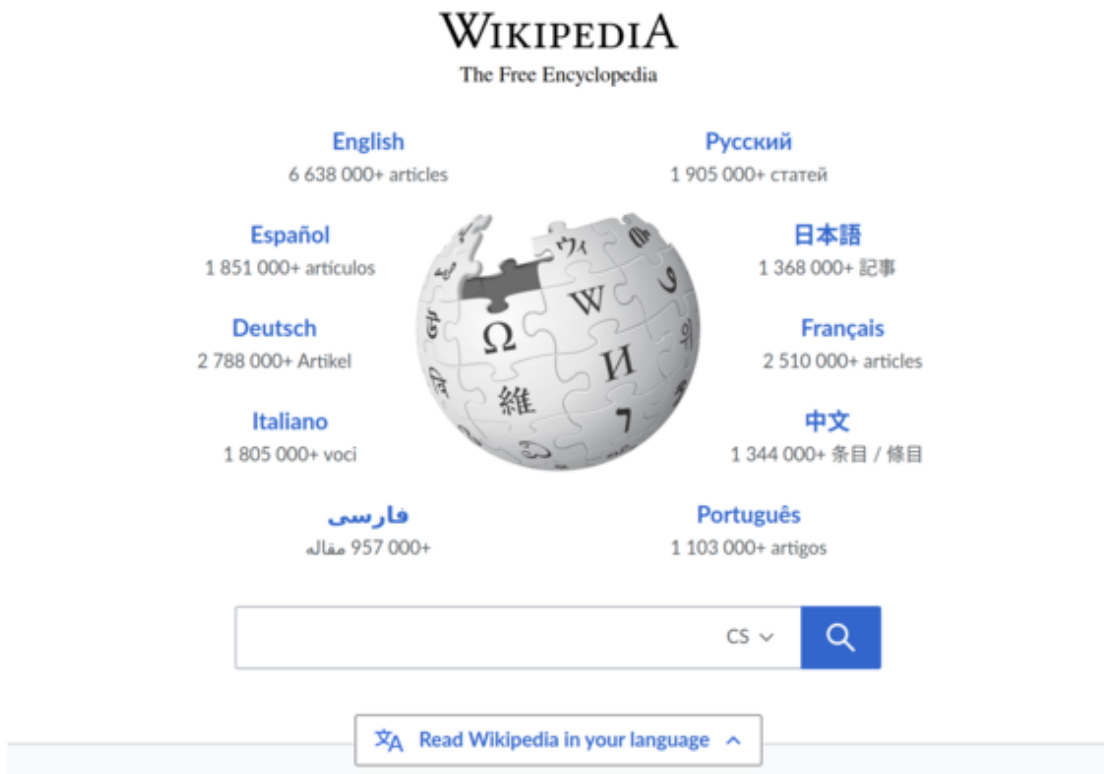 WIKIPEDIA
The Free Encyclopedia
English
6 638 000+ articles
Русский
1 905 000+ статей
Español
1 851 000+ artículos
日本語
1 368 000+ 記事
Deutsch
2 788 000+ Artikel
Français
2 510 000+ articles
Italiano
1 805 000+ voci
中文
1 344 000+ 条目 / 條目
فارسی
957 000+ مقاله
Português
1 103 000+ artigos
ウィ
W
Ω
И
維
CS
Read Wikipedia in your language